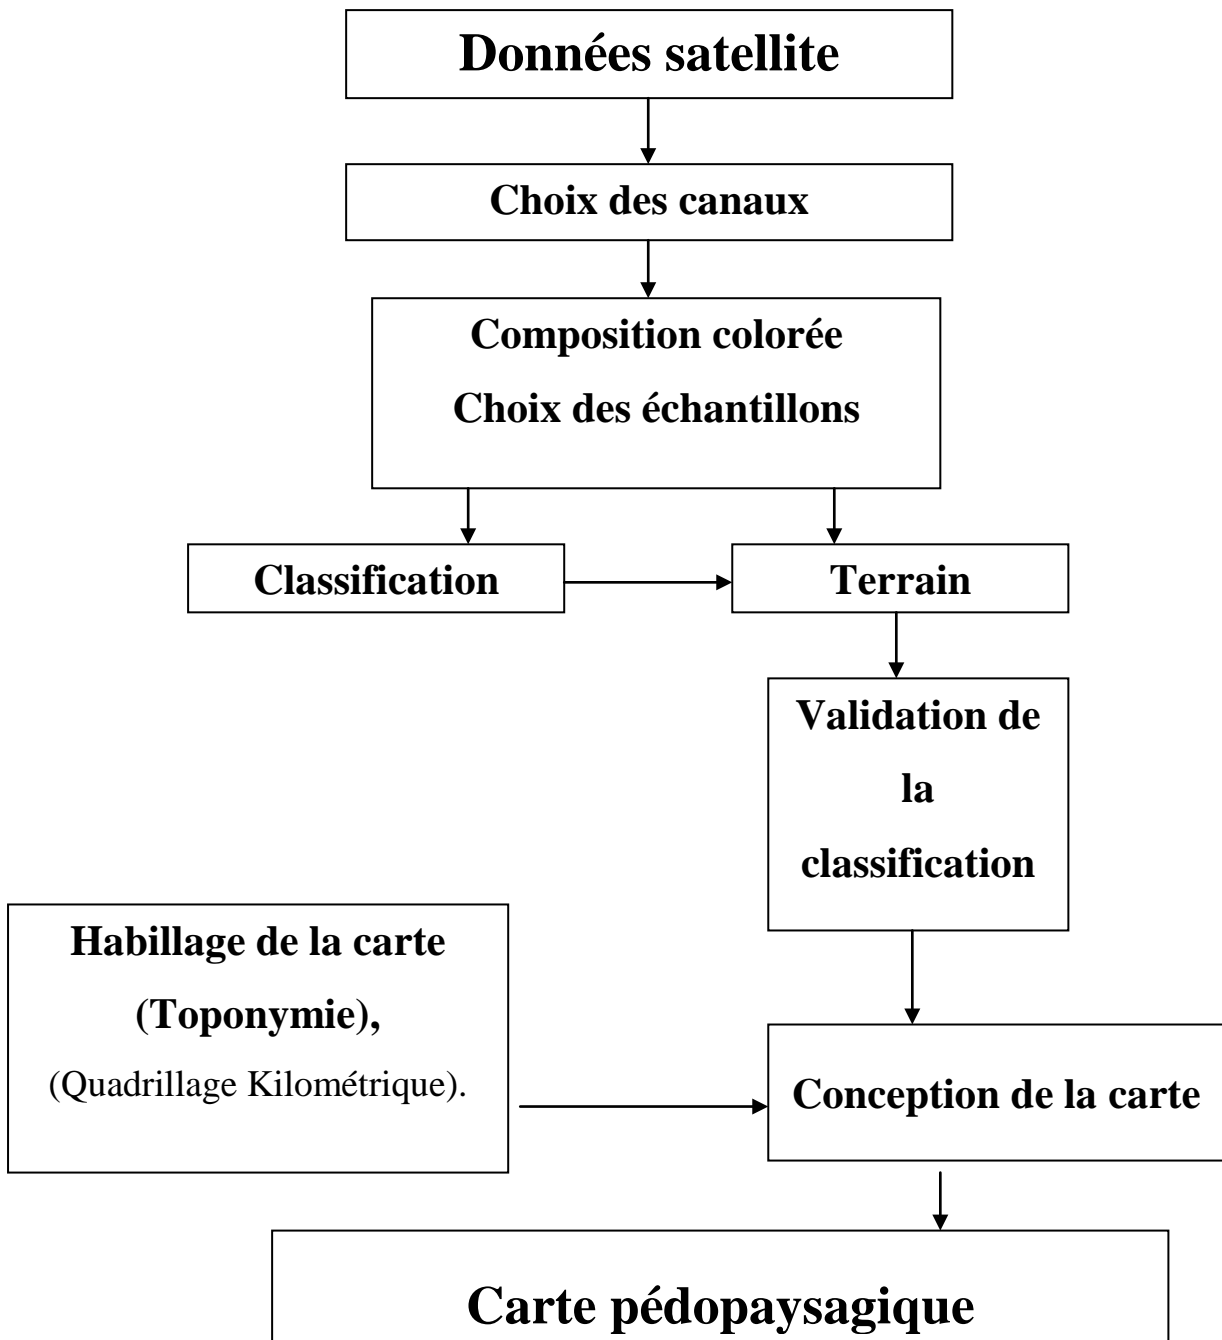 Données satellite
Choix des canaux
Composition colorée
Choix des échantillons
Classification
Terrain
Validation de
la
classification
Habillage de la carte
(Toponymie),
(Quadrillage Kilométrique).
Conception de la carte
Carte pédopaysagique